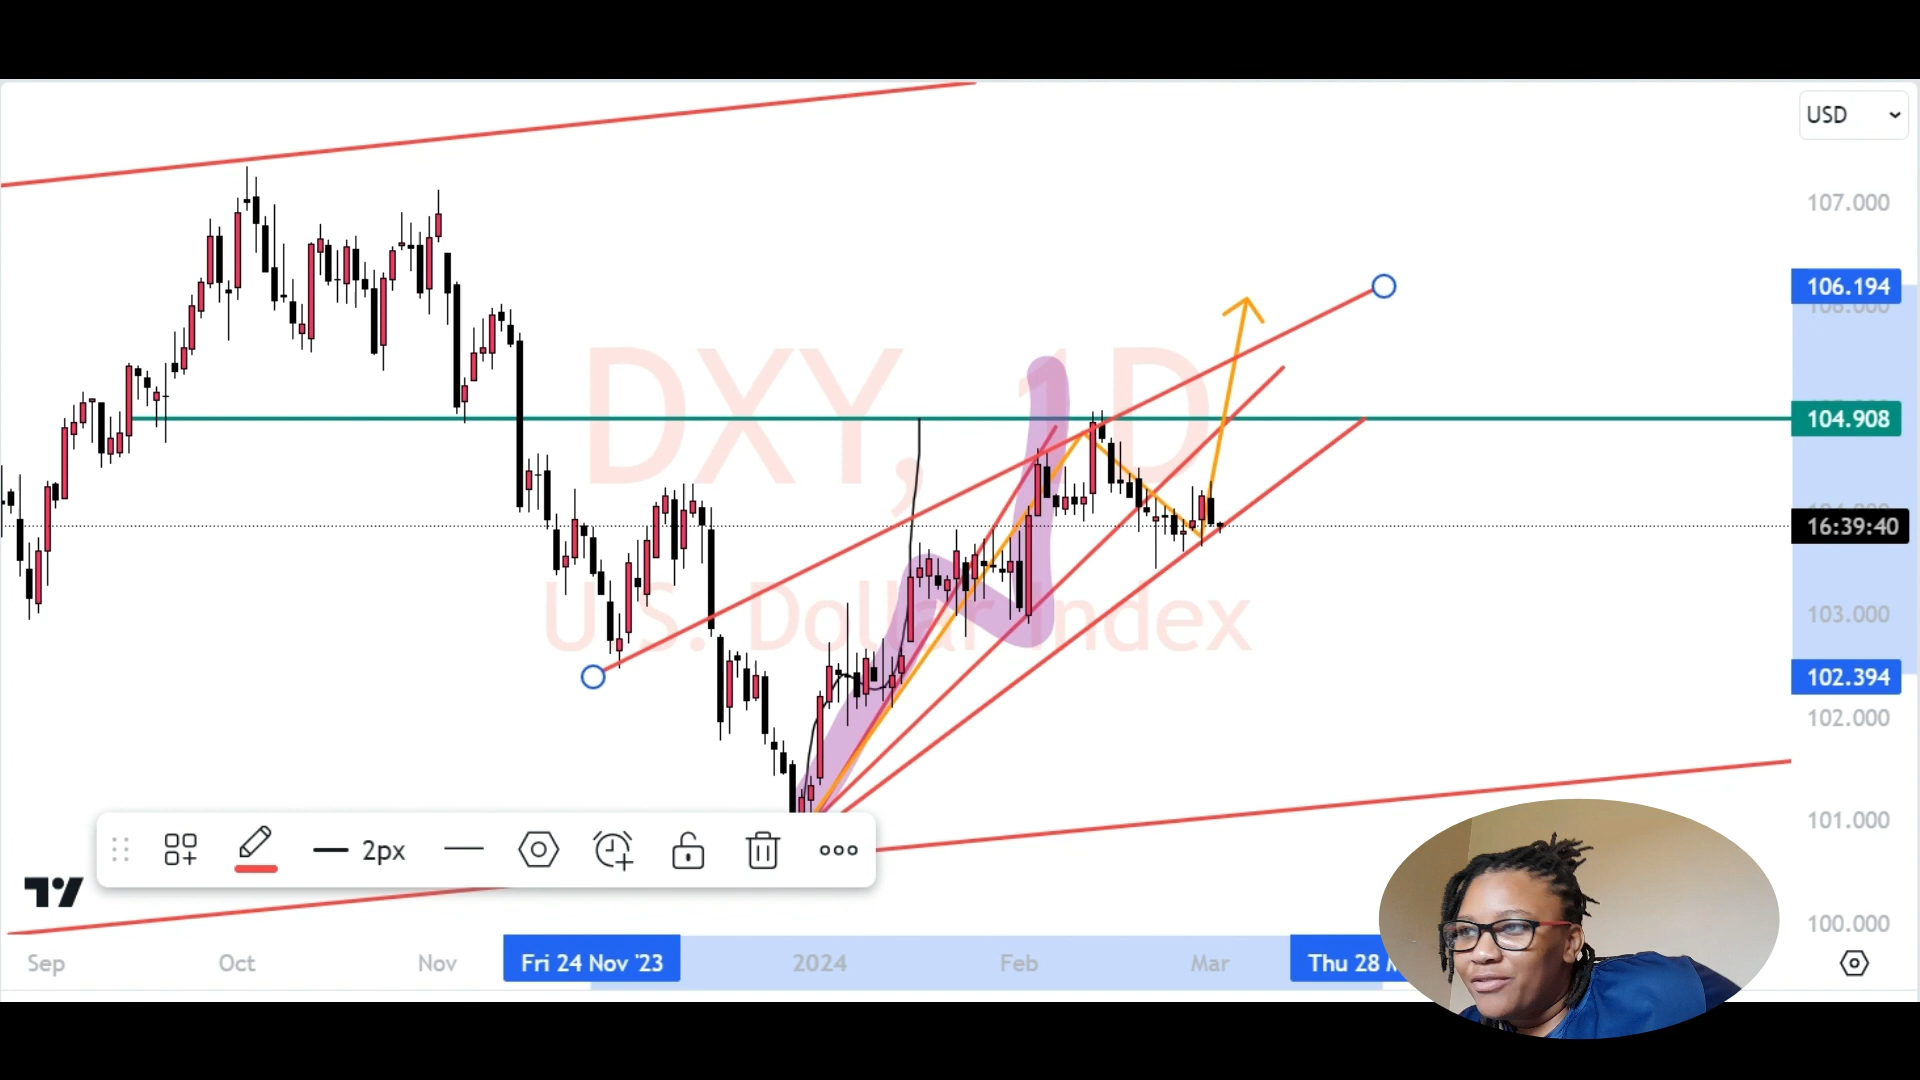 USD
107.000
106.194
104.908
16:39:40
103.000
102.394
102.000
101.000
100.000
DXY, 1D
U.S. Dollar Index
2px
Sep
Oct
Nov
Fri 24 Nov '23
2024
Feb
Mar
Thu 28